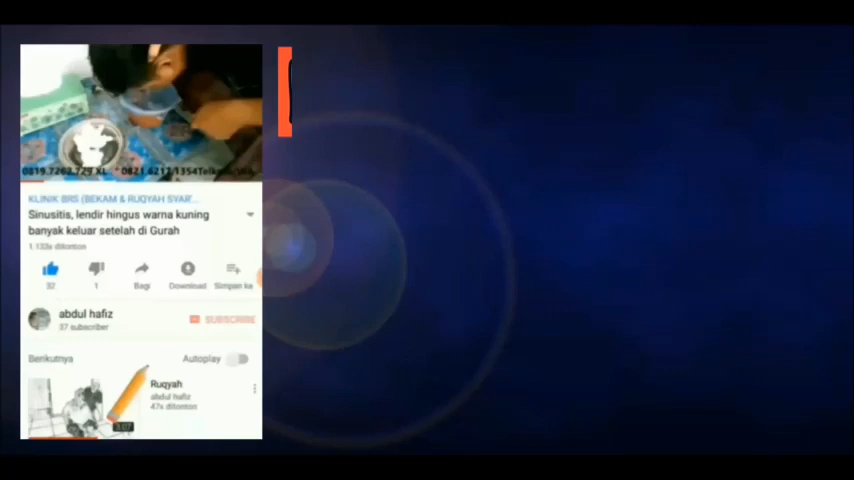 KLINIK BRS (BEKAM & RUQYAH SYAR'...
Sinusitis, lendir hingus warna kuning
banyak keluar setelah di Gurah
1.133x ditonton
32
1
Bagi
Download
Simpan ke
abdul hafiz
37 subscriber
SUBSCRIBE
Berikutnya
Autoplay
Ruqyah
abdul hafiz
47x ditonton
3:07